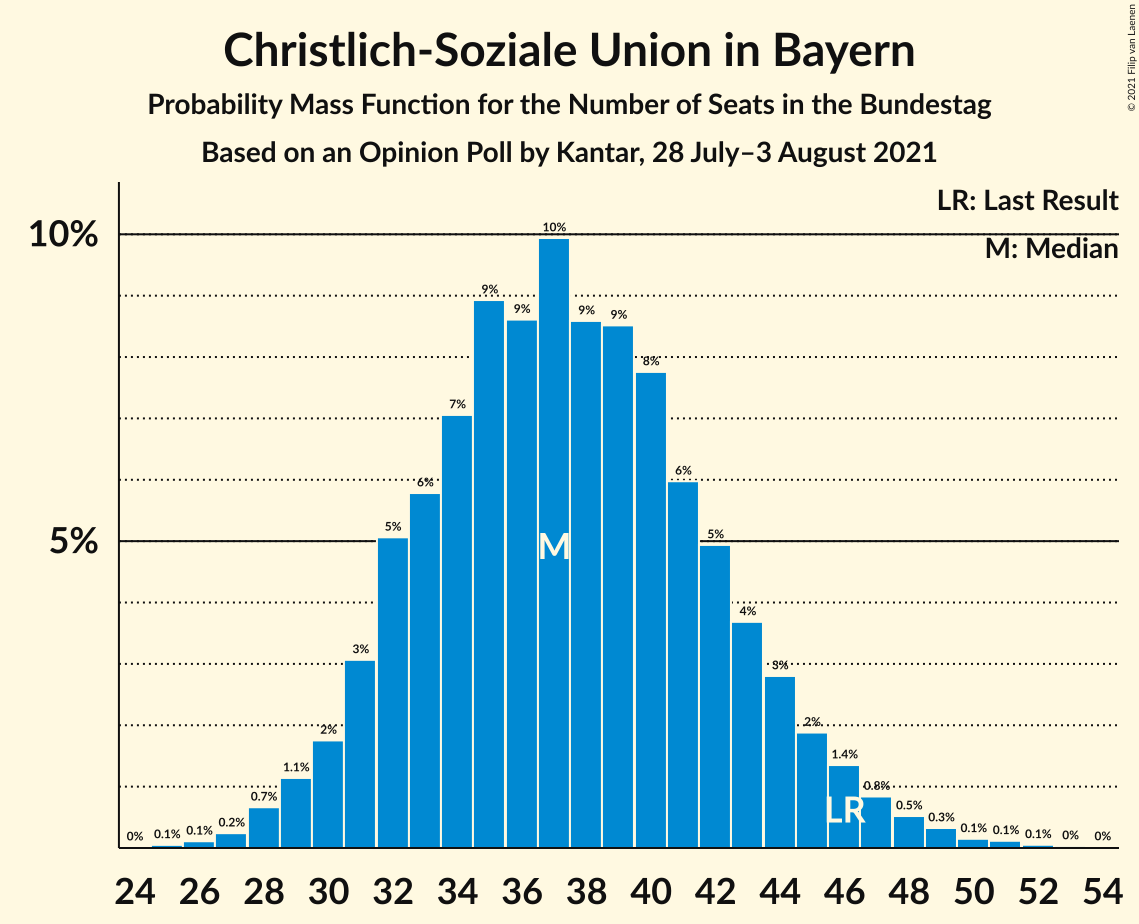 Christlich-Soziale Union in Bayern
Probability Mass Function for the Number of Seats in the Bundestag
Based on an Opinion Poll by Kantar, 28 July–3 August 2021
© 2021 Filip van Laenen
LR: Last Result
M: Median
10%
5%
0% 0.1% 0.1% 0.2% 0.7% 1.1% 2% 3% 5% 6% 7% 9% 9% 10% 9% 9% 8% 6% 5% 4% 3% 2% 1.4% 0.8% 0.5% 0.3% 0.1% 0.1% 0.1% 0% 0%
M
LR
24 26 28 30 32 34 36 38 40 42 44 46 48 50 52 54